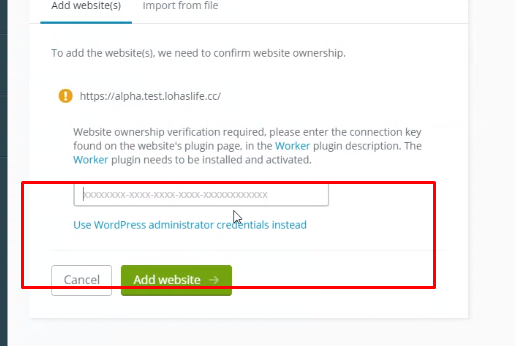 Add website(s) Import from file
To add the website(s), we need to confirm website ownership.
https://alpha.test.lohaslife.cc/
Website ownership verification required, please enter the connection key
found on the website's plugin page, in the Worker plugin description. The
Worker plugin needs to be installed and activated.
xxxxxxxx-xxxx-xxxx-xxxx-xxxxxxxxxxxx
Use WordPress administrator credentials instead
Cancel Add website →